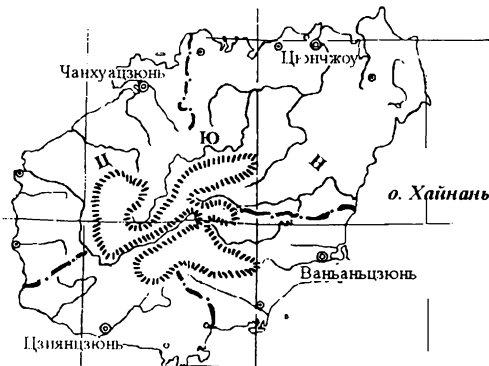 Цюнчжоу
Чанхуацзюнь
Ю
Ц
Н
о. Хайнань
Ваньаньцзюнь
Цзиянцзюнь